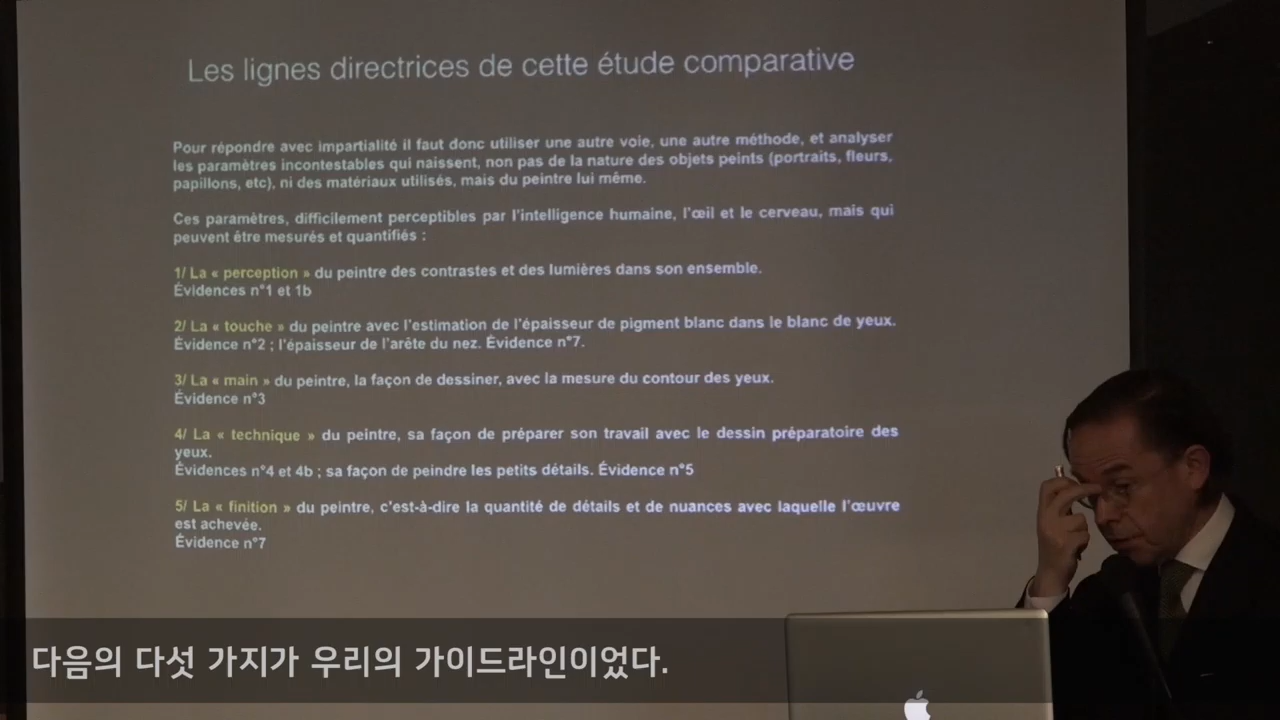 Les lignes directrices de cette étude comparative
Pour répondre avec impartialité il faut donc utiliser une autre voie, une autre méthode, et analyser
les paramètres incontestables qui naissent, non pas de la nature des objets peints (portraits, fleurs,
papillons, etc), ni des matériaux utilisés, mais du peintre lui même.
Ces paramètres, difficilement perceptibles par l'intelligence humaine, l'œil et le cerveau, mais qui
peuvent être mesurés et quantifiés :
1/ La « perception » du peintre des contrastes et des lumières dans son ensemble.
Évidences n°1 et 1b
2/ La « touche » du peintre avec l'estimation de l'épaisseur de pigment blanc dans le blanc de yeux.
Évidence n°2 ; l'épaisseur de l'arête du nez. Évidence n°7.
3/ La « main » du peintre, la façon de dessiner, avec la mesure du contour des yeux.
Évidence n°3
4/ La « technique » du peintre, sa façon de préparer son travail avec le dessin préparatoire des
yeux.
Évidences n°4 et 4b ; sa façon de peindre les petits détails. Évidence n°5
5/ La « finition » du peintre, c'est-à-dire la quantité de détails et de nuances avec laquelle l'œuvre
est achevée.
Évidence n°7
다음의 다섯 가지가 우리의 가이드라인이었다.